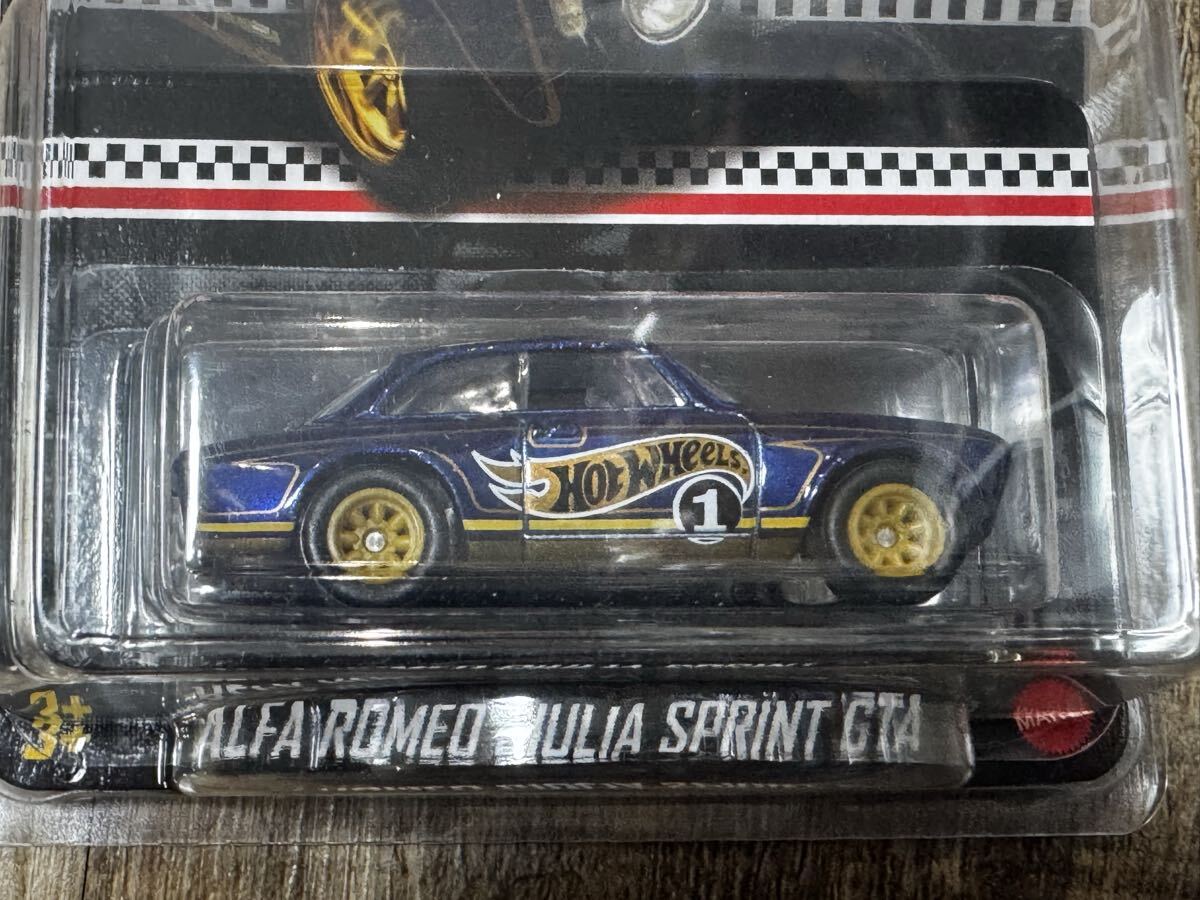 HOT WHEELS
1
3+
ALFA ROMEO GIULIA SPRINT GTA